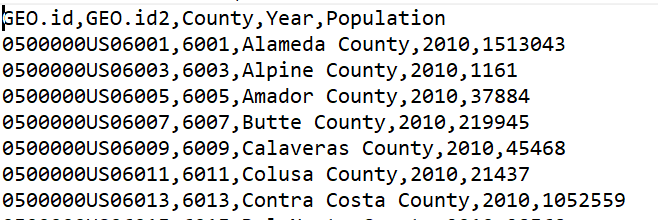 GEO.id,GEO.id2,County,Year,Population
0500000US06001,6001,Alameda County,2010,1513043
0500000US06003,6003,Alpine County,2010,1161
0500000US06005,6005,Amador County,2010,37884
0500000US06007,6007,Butte County,2010,219945
0500000US06009,6009,Calaveras County,2010,45468
0500000US06011,6011,Colusa County,2010,21437
0500000US06013,6013,Contra Costa County,2010,1052559